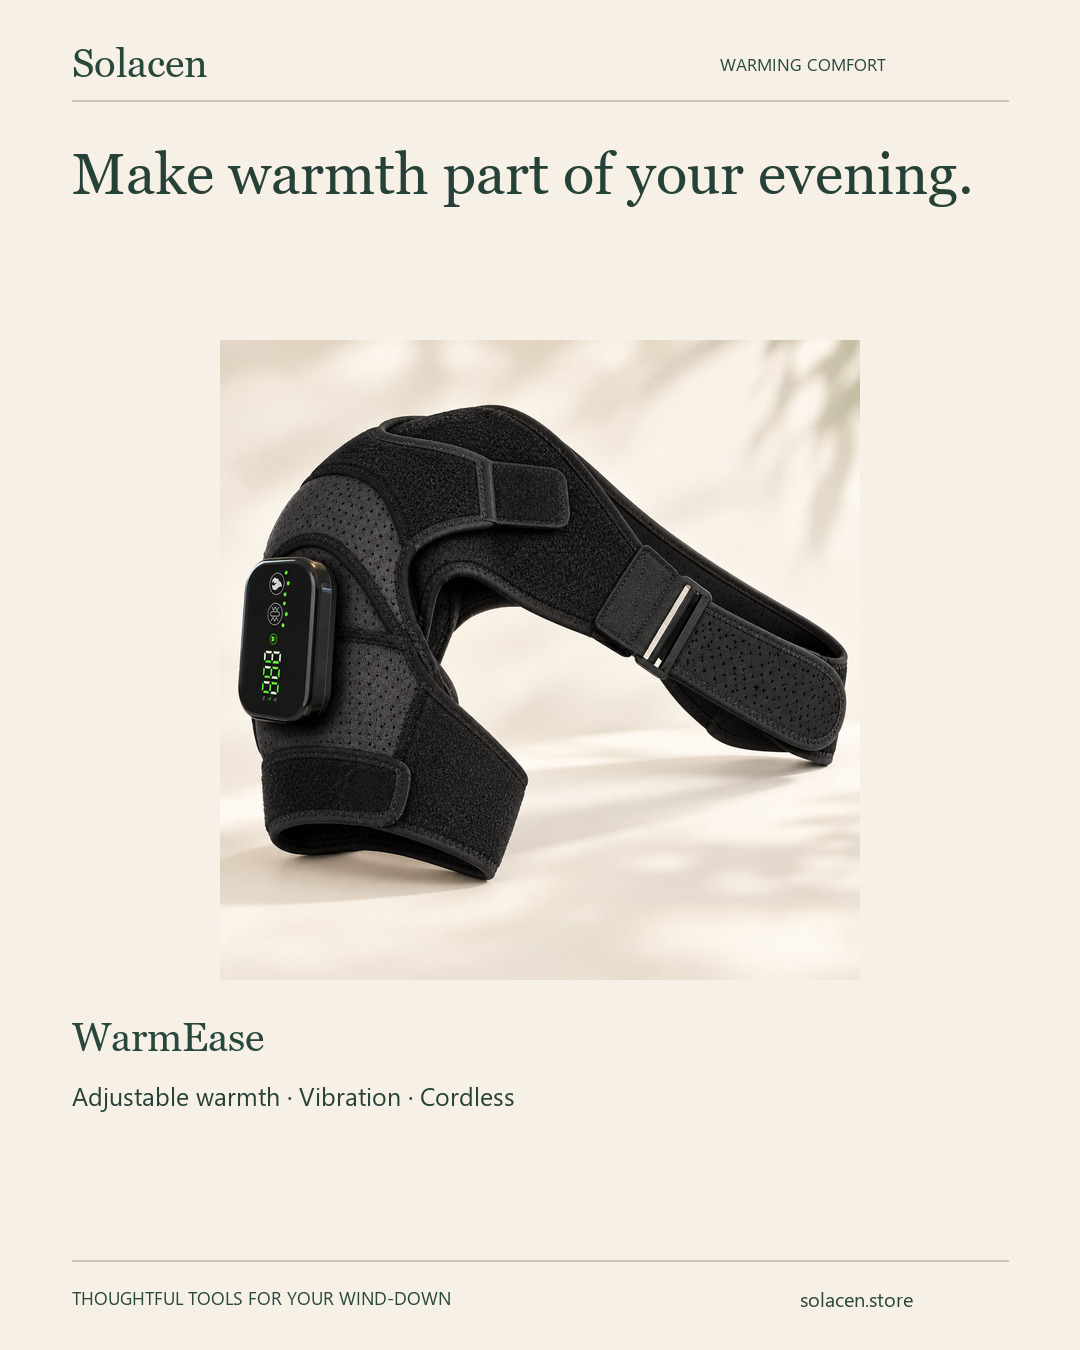 Solacen
WARMING COMFORT
Make warmth part of your evening.
WarmEase
Adjustable warmth · Vibration · Cordless
THOUGHTFUL TOOLS FOR YOUR WIND-DOWN
solacen.store